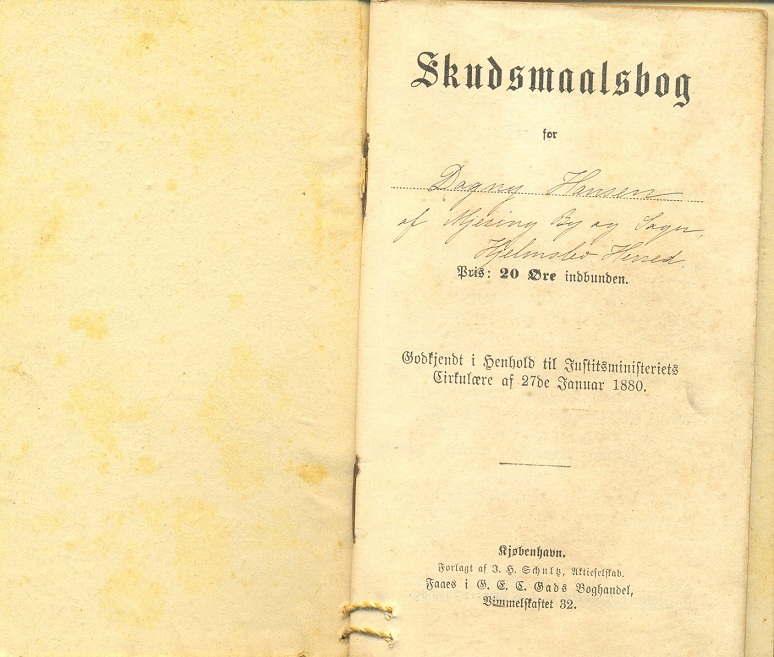 Skudsmaalsbog
for
Dagny Hansen
af Mjesing By og Sogn,
Hjelmslev Herred.
Pris: 20 Øre indbunden.
Godkjendt i Henhold til Justitsministeriets
Cirkulære af 27de Januar 1880.
Kjøbenhavn.
Forlagt af J. H. Schultz, Aktieselskab.
Faaes i G. E. C. Gads Boghandel,
Vimmelskaftet 32.